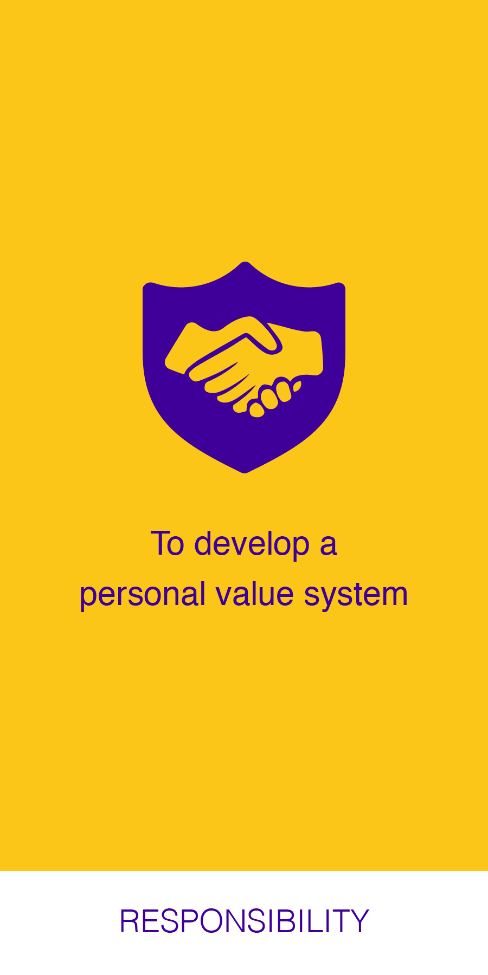 To develop a
personal value system
RESPONSIBILITY